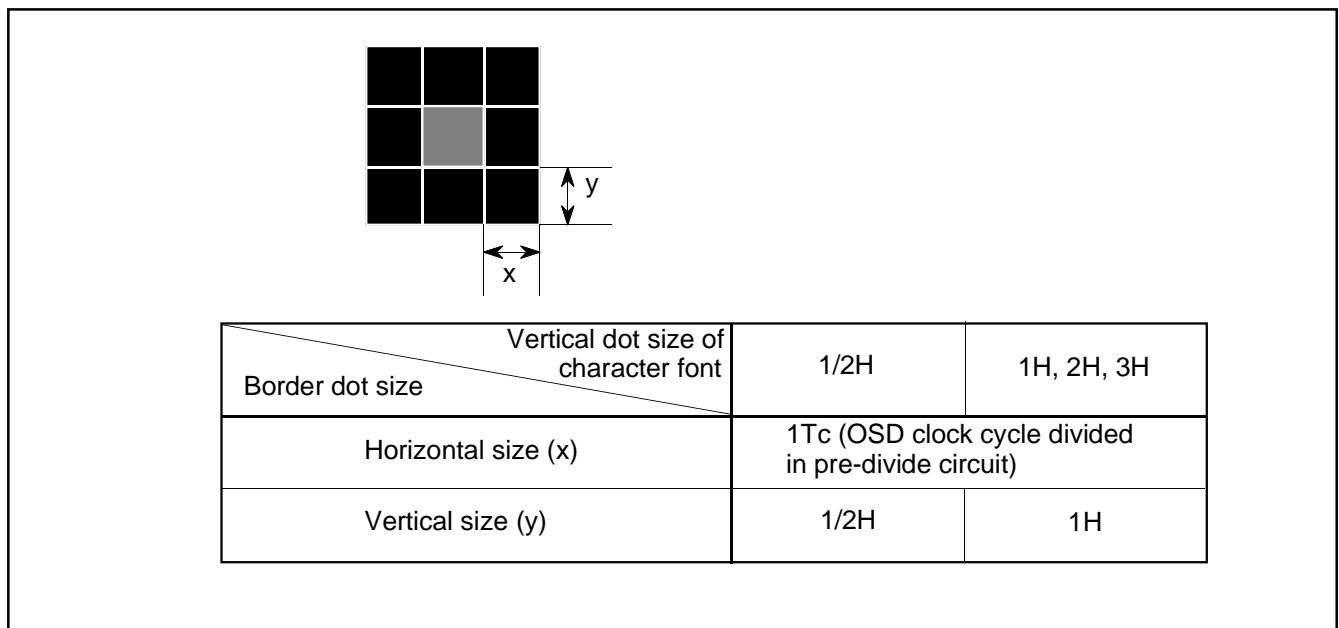 y
x
Vertical dot size of
character font
Border dot size
1/2H
1H, 2H, 3H
Horizontal size (x)
1Tc (OSD clock cycle divided
in pre-divide circuit)
Vertical size (y)
1/2H
1H